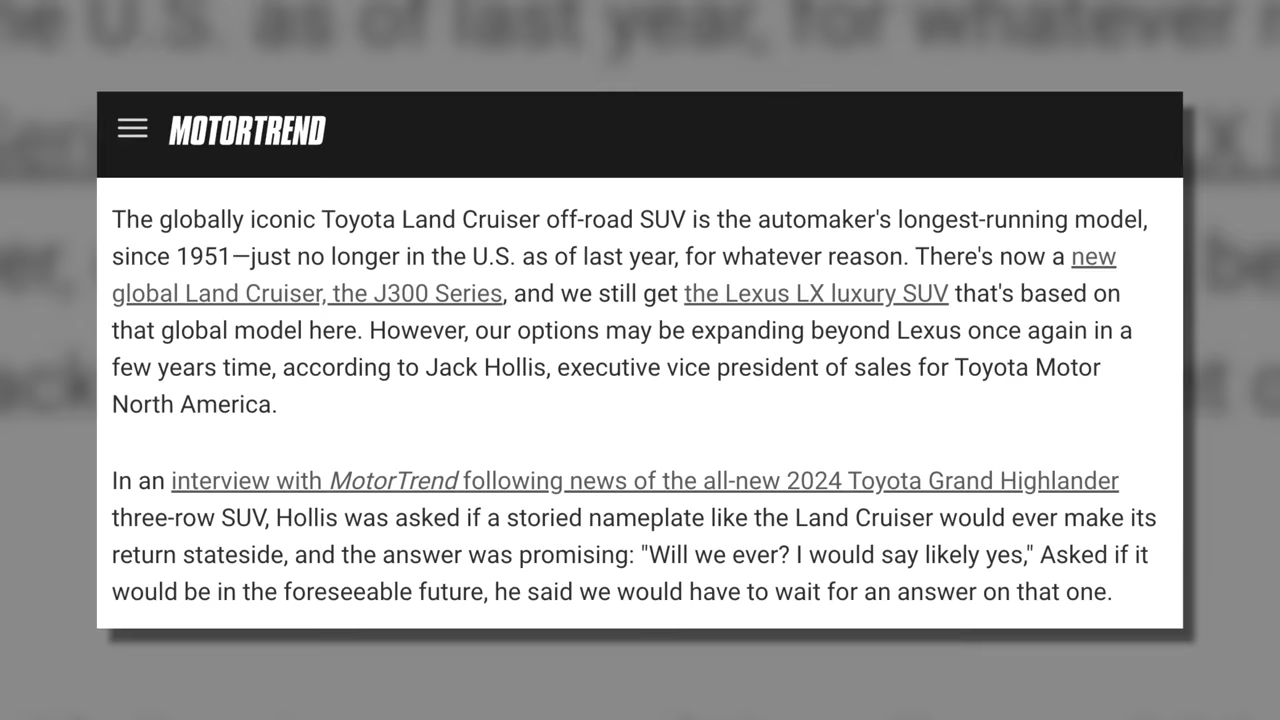 MOTORTREND
The globally iconic Toyota Land Cruiser off-road SUV is the automaker's longest-running model,
since 1951—just no longer in the U.S. as of last year, for whatever reason. There's now a new
global Land Cruiser, the J300 Series, and we still get the Lexus LX luxury SUV that's based on
that global model here. However, our options may be expanding beyond Lexus once again in a
few years time, according to Jack Hollis, executive vice president of sales for Toyota Motor
North America.
In an interview with MotorTrend following news of the all-new 2024 Toyota Grand Highlander
three-row SUV, Hollis was asked if a storied nameplate like the Land Cruiser would ever make its
return stateside, and the answer was promising: "Will we ever? I would say likely yes," Asked if it
would be in the foreseeable future, he said we would have to wait for an answer on that one.